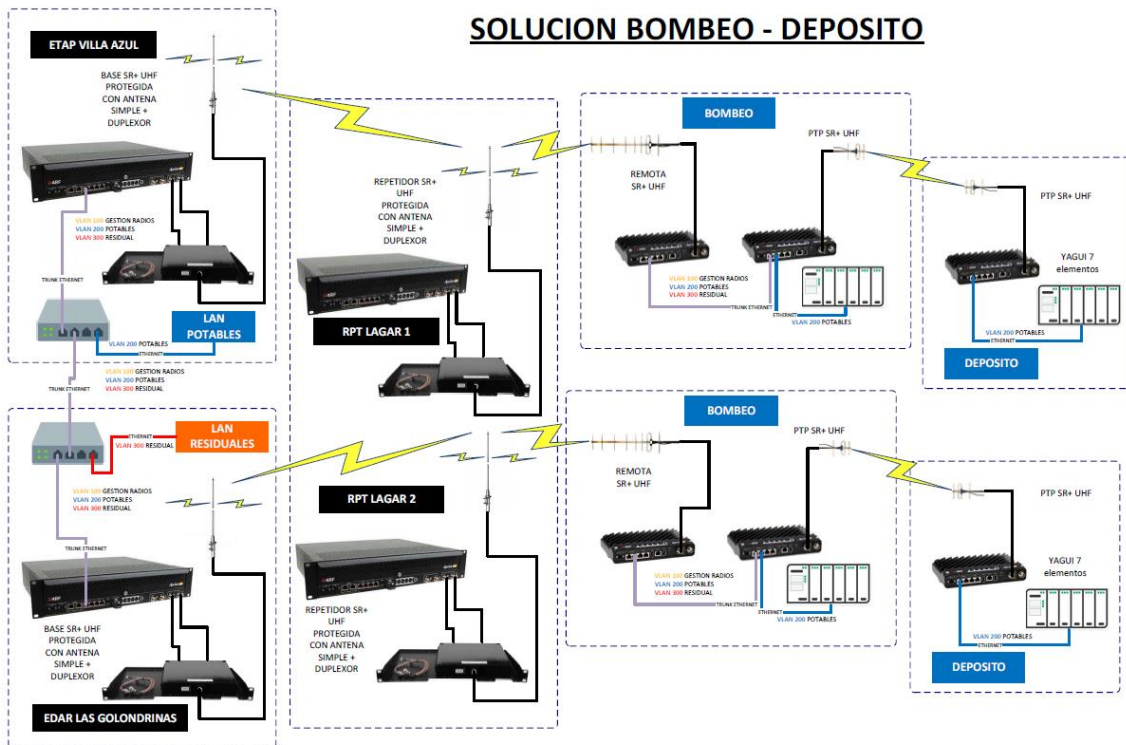 SOLUCION BOMBEO - DEPOSITO
ETAP VILLA AZUL
BASE SR+ UHF
PROTEGIDA
CON ANTENA
SIMPLE +
DUPLEXOR
VLAN 100 GESTION RADIOS
VLAN 200 POTABLES
VLAN 300 RESIDUAL
TRUNK ETHERNET
LAN
POTABLES
VLAN 200 POTABLES
ETHERNET
VLAN 100 GESTION RADIOS
VLAN 200 POTABLES
VLAN 300 RESIDUAL
TRUNK ETHERNET
ETHERNET
VLAN 300 RESIDUAL
LAN
RESIDUALES
VLAN 100 GESTION RADIOS
VLAN 200 POTABLES
VLAN 300 RESIDUAL
TRUNK ETHERNET
BASE SR+ UHF
PROTEGIDA
CON ANTENA
SIMPLE +
DUPLEXOR
EDAR LAS GOLONDRINAS
REPETIDOR SR+
UHF
PROTEGIDA
CON ANTENA
SIMPLE +
DUPLEXOR
RPT LAGAR 1
RPT LAGAR 2
REPETIDOR SR+
UHF
PROTEGIDA
CON ANTENA
SIMPLE +
DUPLEXOR
BOMBEO
PTP SR+ UHF
REMOTA
SR+ UHF
VLAN 100 GESTION RADIOS
VLAN 200 POTABLES
VLAN 300 RESIDUAL
TRUNK ETHERNET
ETHERNET
VLAN 200 POTABLES
PTP SR+ UHF
YAGUI 7
elementos
VLAN 200 POTABLES
ETHERNET
DEPOSITO
BOMBEO
PTP SR+ UHF
REMOTA
SR+ UHF
VLAN 100 GESTION RADIOS
VLAN 200 POTABLES
VLAN 300 RESIDUAL
TRUNK ETHERNET
ETHERNET
VLAN 200 POTABLES
PTP SR+ UHF
YAGUI 7
elementos
VLAN 200 POTABLES
ETHERNET
DEPOSITO